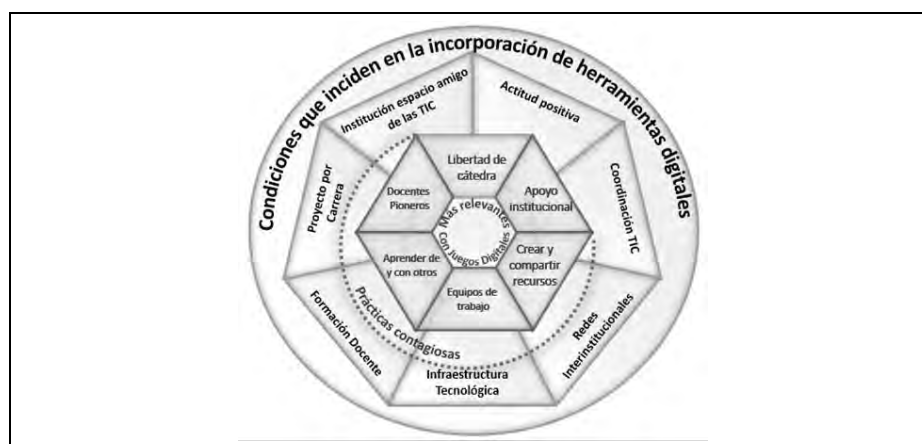 Condiciones que inciden en la incorporación de herramientas digitales
Institución espacio amigo
de las TIC
Actitud positiva
Proyecto por
Carrera
Coordinación TIC
Libertad de
cátedra
Docentes
Pioneros
Apoyo
institucional
Más relevantes
Con Juegos Digitales
Aprender de
y con otros
Crear y
compartir
recursos
Equipos de
trabajo
Prácticas contagiosas
Formación Docente
Infraestructura
Tecnológica
Redes
Interinstitucionales